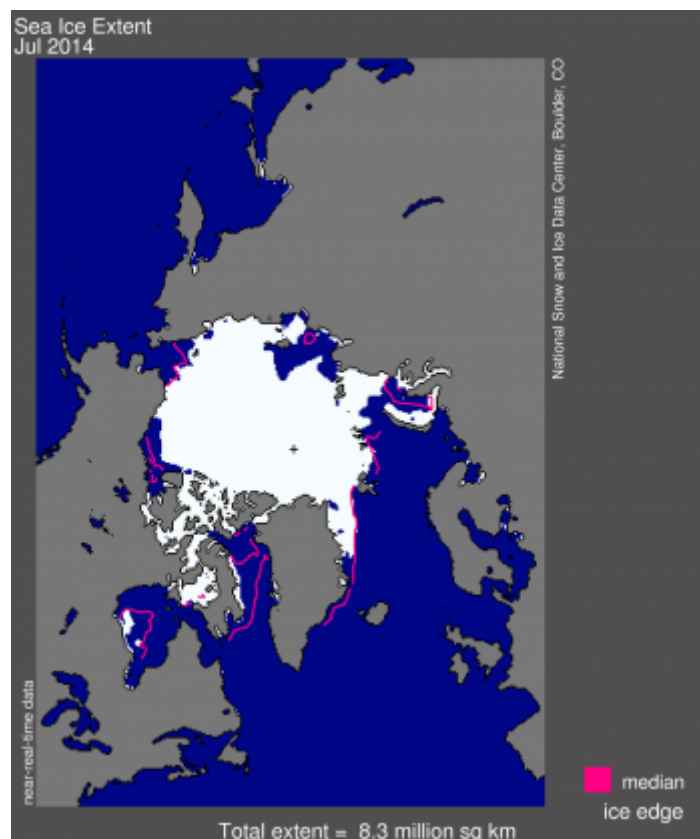 Sea Ice Extent
Jul 2014
National Snow and Ice Data Center, Boulder, CO
near-real-time data
median
ice edge
Total extent = 8.3 million sq km